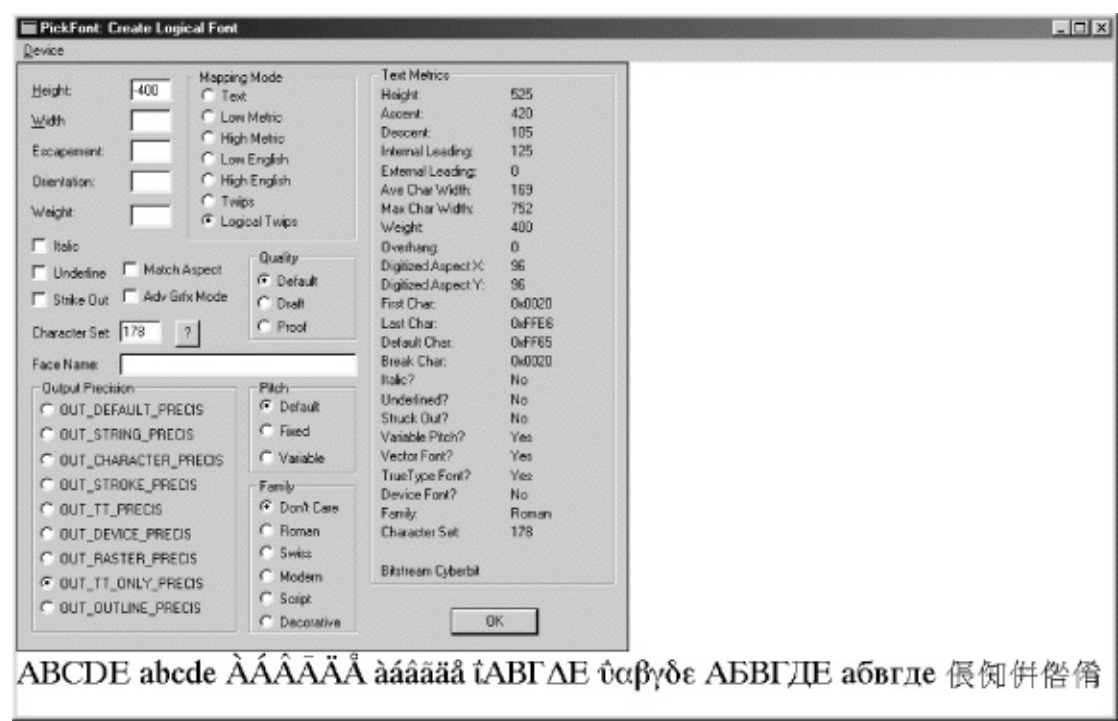 PickFont: Create Logical Font
Device
Height: -400
Width
Escapement:
Orientation:
Weight:
Italic
Underline
Match Aspect
Strike Out
Adv Grfx Mode
Character Set: 178 ?
Face Name:
Mapping Mode
Text
Low Metric
High Metric
Low English
High English
Twips
Logical Twips
Quality
Default
Draft
Proof
Output Precision
OUT_DEFAULT_PRECIS
OUT_STRING_PRECIS
OUT_CHARACTER_PRECIS
OUT_STROKE_PRECIS
OUT_TT_PRECIS
OUT_DEVICE_PRECIS
OUT_RASTER_PRECIS
OUT_TT_ONLY_PRECIS
OUT_OUTLINE_PRECIS
Pitch
Default
Fixed
Variable
Family
Don't Care
Roman
Swiss
Modern
Script
Decorative
Text Metrics
Height: 525
Ascent: 420
Descent: 105
Internal Leading: 125
External Leading: 0
Ave Char Width: 169
Max Char Width: 752
Weight: 400
Overhang: 0
Digitized Aspect X: 96
Digitized Aspect Y: 96
First Char: 0x0020
Last Char: 0xFFE6
Default Char: 0xFF65
Break Char: 0x0020
Italic? No
Underlined? No
Struck Out? No
Variable Pitch? Yes
Vector Font? Yes
TrueType Font? Yes
Device Font? No
Family: Roman
Character Set: 178
Bitstream Cyberbit
OK
ABCDE abcde ÀÁÂÃÄÅ àáâãäå ΐΑΒΓΔΕ ΰαβγδε АБВГДЕ абвгде